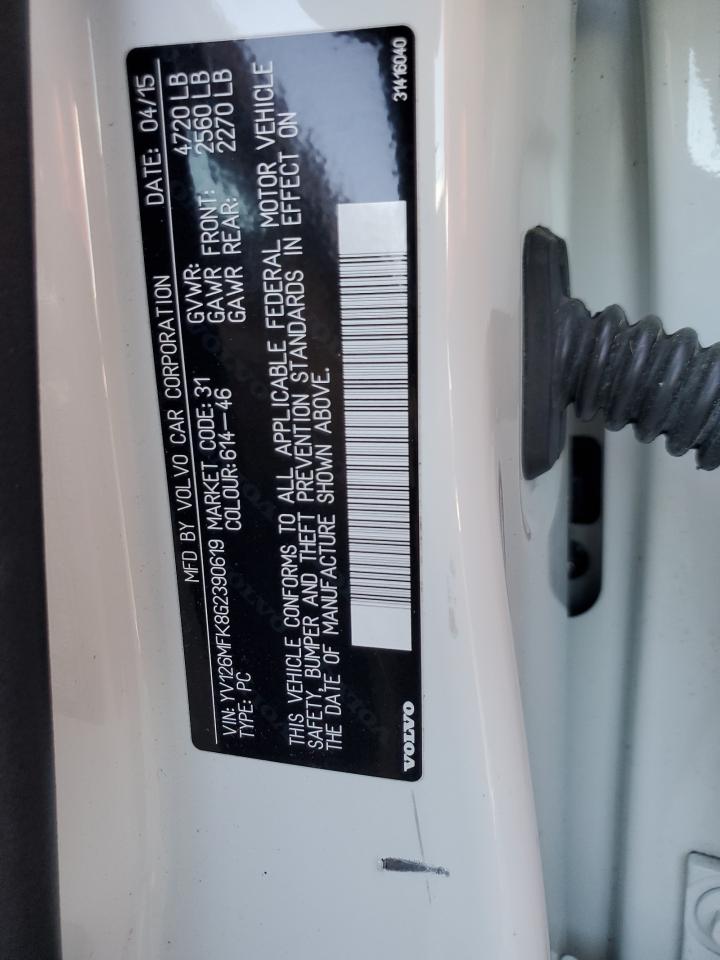 MFD BY VOLVO CAR CORPORATION DATE: 04/15
VIN: YV126MFK8G2390619 MARKET CODE: 31 GVWR: 4720 LB
TYPE: PC COLOUR: 614-46 GAWR FRONT: 2560 LB
GAWR REAR: 2270 LB
THIS VEHICLE CONFORMS TO ALL APPLICABLE FEDERAL MOTOR VEHICLE
SAFETY, BUMPER AND THEFT PREVENTION STANDARDS IN EFFECT ON
THE DATE OF MANUFACTURE SHOWN ABOVE.
VOLVO 31416040